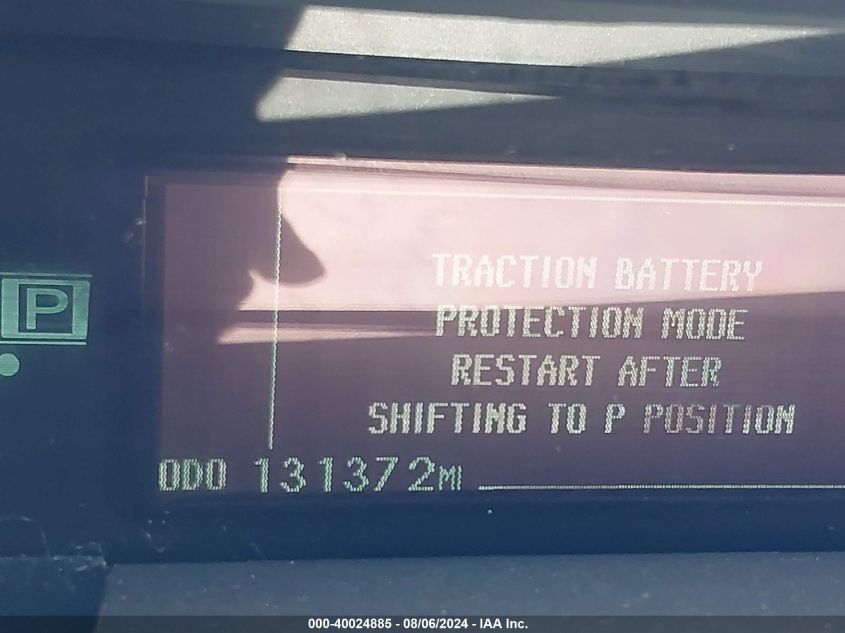 TRACTION BATTERY
P
PROTECTION MODE
RESTART AFTER
SHIFTING TO P POSITION
ODO 131372MI
000-40024885 - 08/06/2024 - IAA Inc.